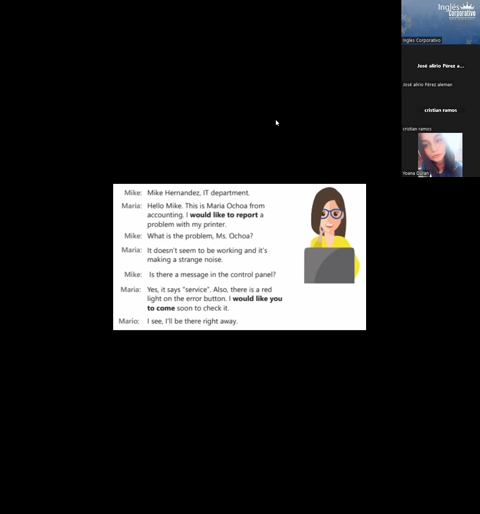 Inglés
Corporativo
Inglés Corporativo
José alirio Pérez a...
José alirio Pérez aleman
cristian ramos
cristian ramos
Yoana Duran
Mike: Mike Hernandez, IT department.
Maria: Hello Mike. This is Maria Ochoa from
accounting. I would like to report a
problem with my printer.
Mike: What is the problem, Ms. Ochoa?
Maria: It doesn't seem to be working and it's
making a strange noise.
Mike: Is there a message in the control panel?
Maria: Yes, it says "service". Also, there is a red
light on the error button. I would like you
to come soon to check it.
Mario: I see, I'll be there right away.